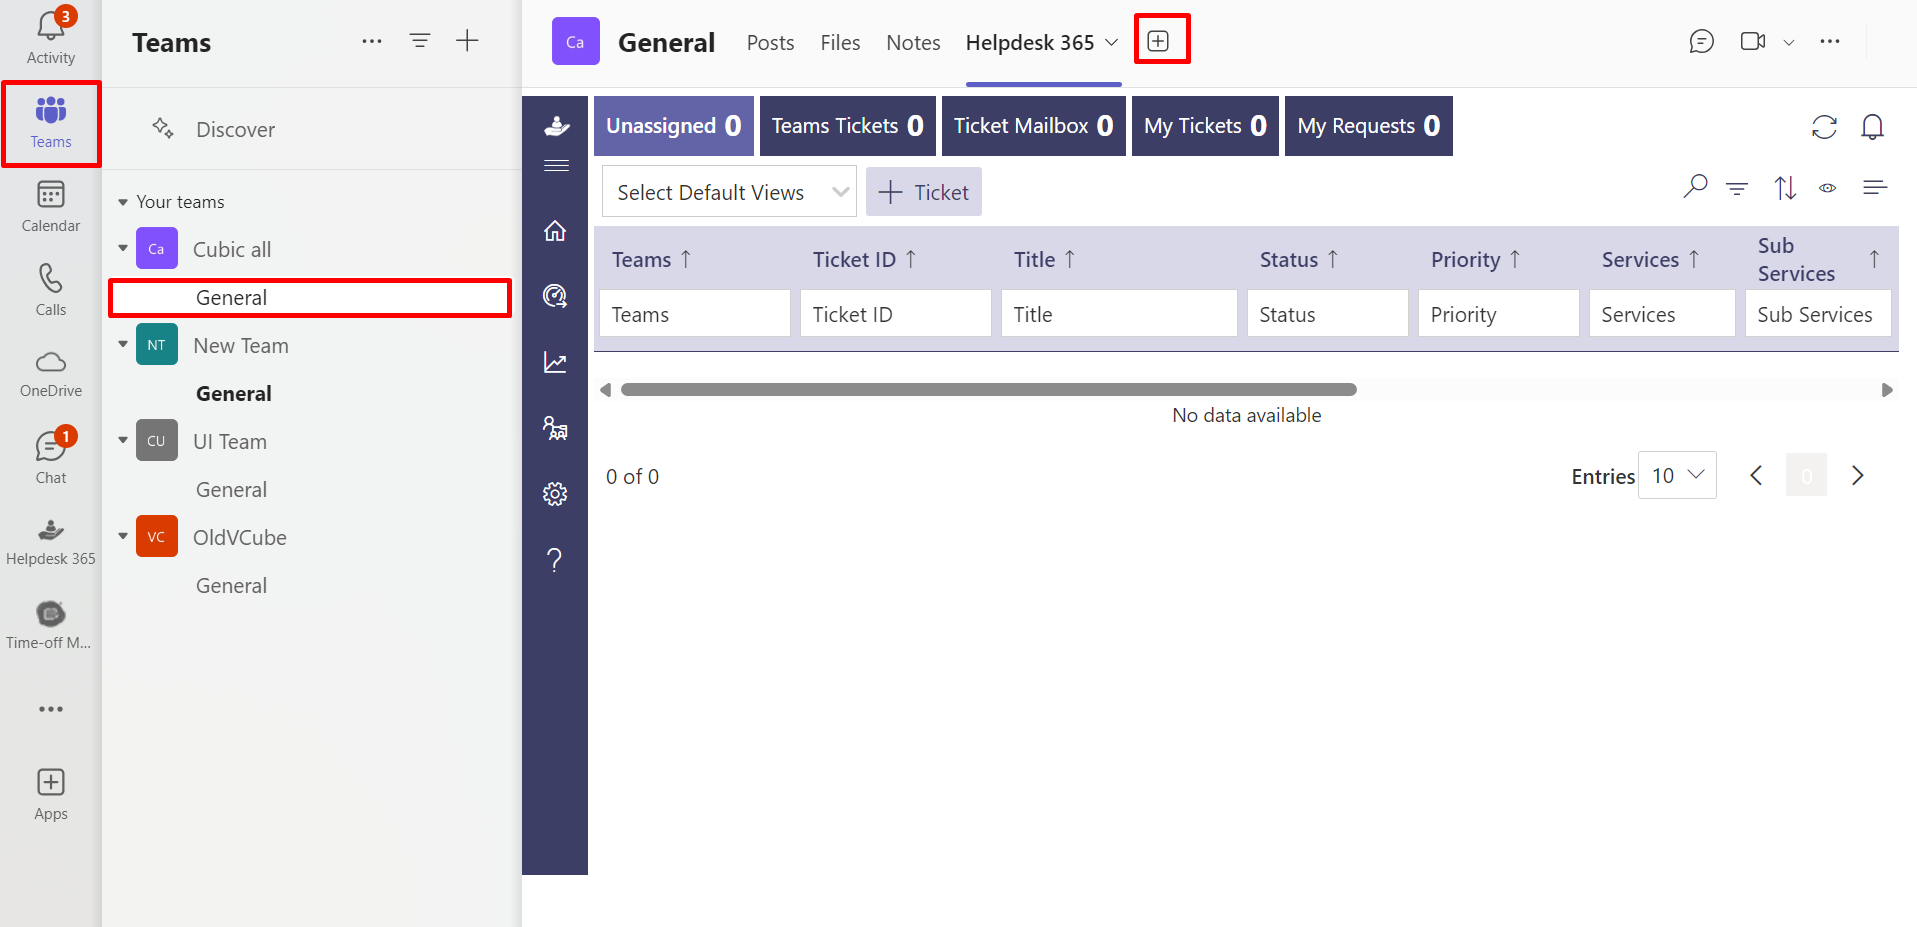 3
Activity
Teams
Calendar
Calls
OneDrive
1
Chat
Helpdesk 365
Time-off M...
Apps
Teams
Discover
Your teams
Ca Cubic all
General
NT New Team
General
CU UI Team
General
VC OldVCube
General
Ca General Posts Files Notes Helpdesk 365
Unassigned 0 Teams Tickets 0 Ticket Mailbox 0 My Tickets 0 My Requests 0
Select Default Views Ticket
Teams Ticket ID Title Status Priority Services Sub Services
Teams Ticket ID Title Status Priority Services Sub Services
No data available
0 of 0 Entries 10 0